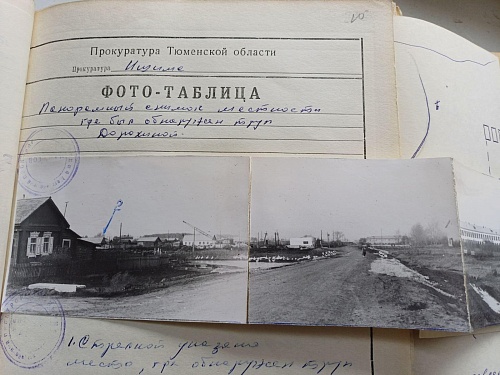 Прокуратура Тюменской области
Прокуратура Ишима
ФОТО-ТАБЛИЦА
Панорамный снимок местности
где был обнаружен труп
Дорохиной
1. Стрелкой указано
место, где обнаружен труп